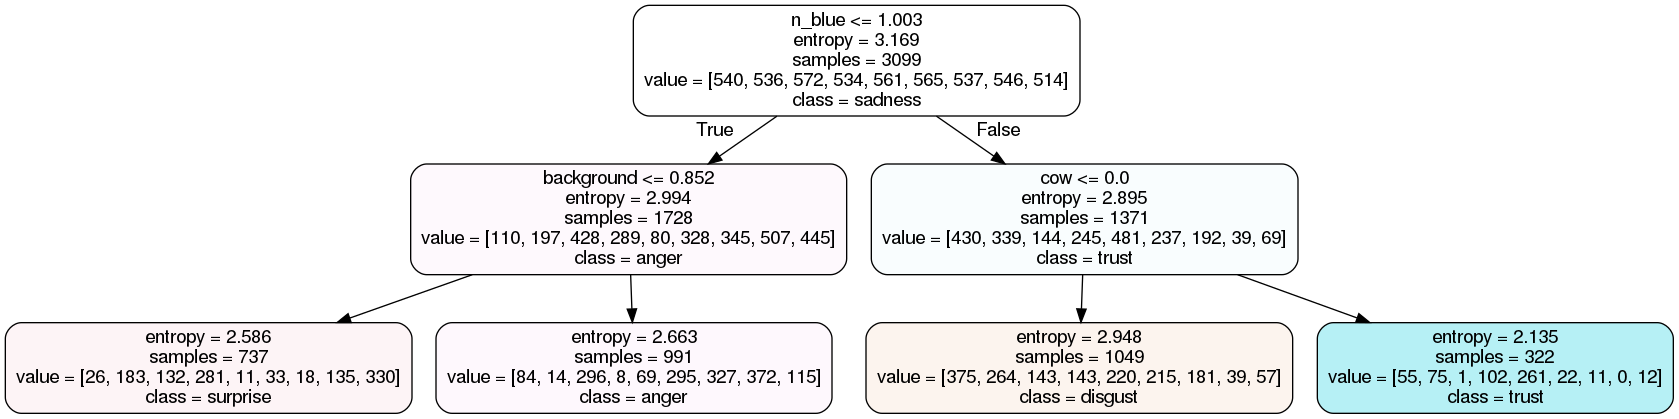 n_blue <= 1.003
entropy = 3.169
samples = 3099
value = [540, 536, 572, 534, 561, 565, 537, 546, 514]
class = sadness
True
False
background <= 0.852
entropy = 2.994
samples = 1728
value = [110, 197, 428, 289, 80, 328, 345, 507, 445]
class = anger
cow <= 0.0
entropy = 2.895
samples = 1371
value = [430, 339, 144, 245, 481, 237, 192, 39, 69]
class = trust
entropy = 2.586
samples = 737
value = [26, 183, 132, 281, 11, 33, 18, 135, 330]
class = surprise
entropy = 2.663
samples = 991
value = [84, 14, 296, 8, 69, 295, 327, 372, 115]
class = anger
entropy = 2.948
samples = 1049
value = [375, 264, 143, 143, 220, 215, 181, 39, 57]
class = disgust
entropy = 2.135
samples = 322
value = [55, 75, 1, 102, 261, 22, 11, 0, 12]
class = trust